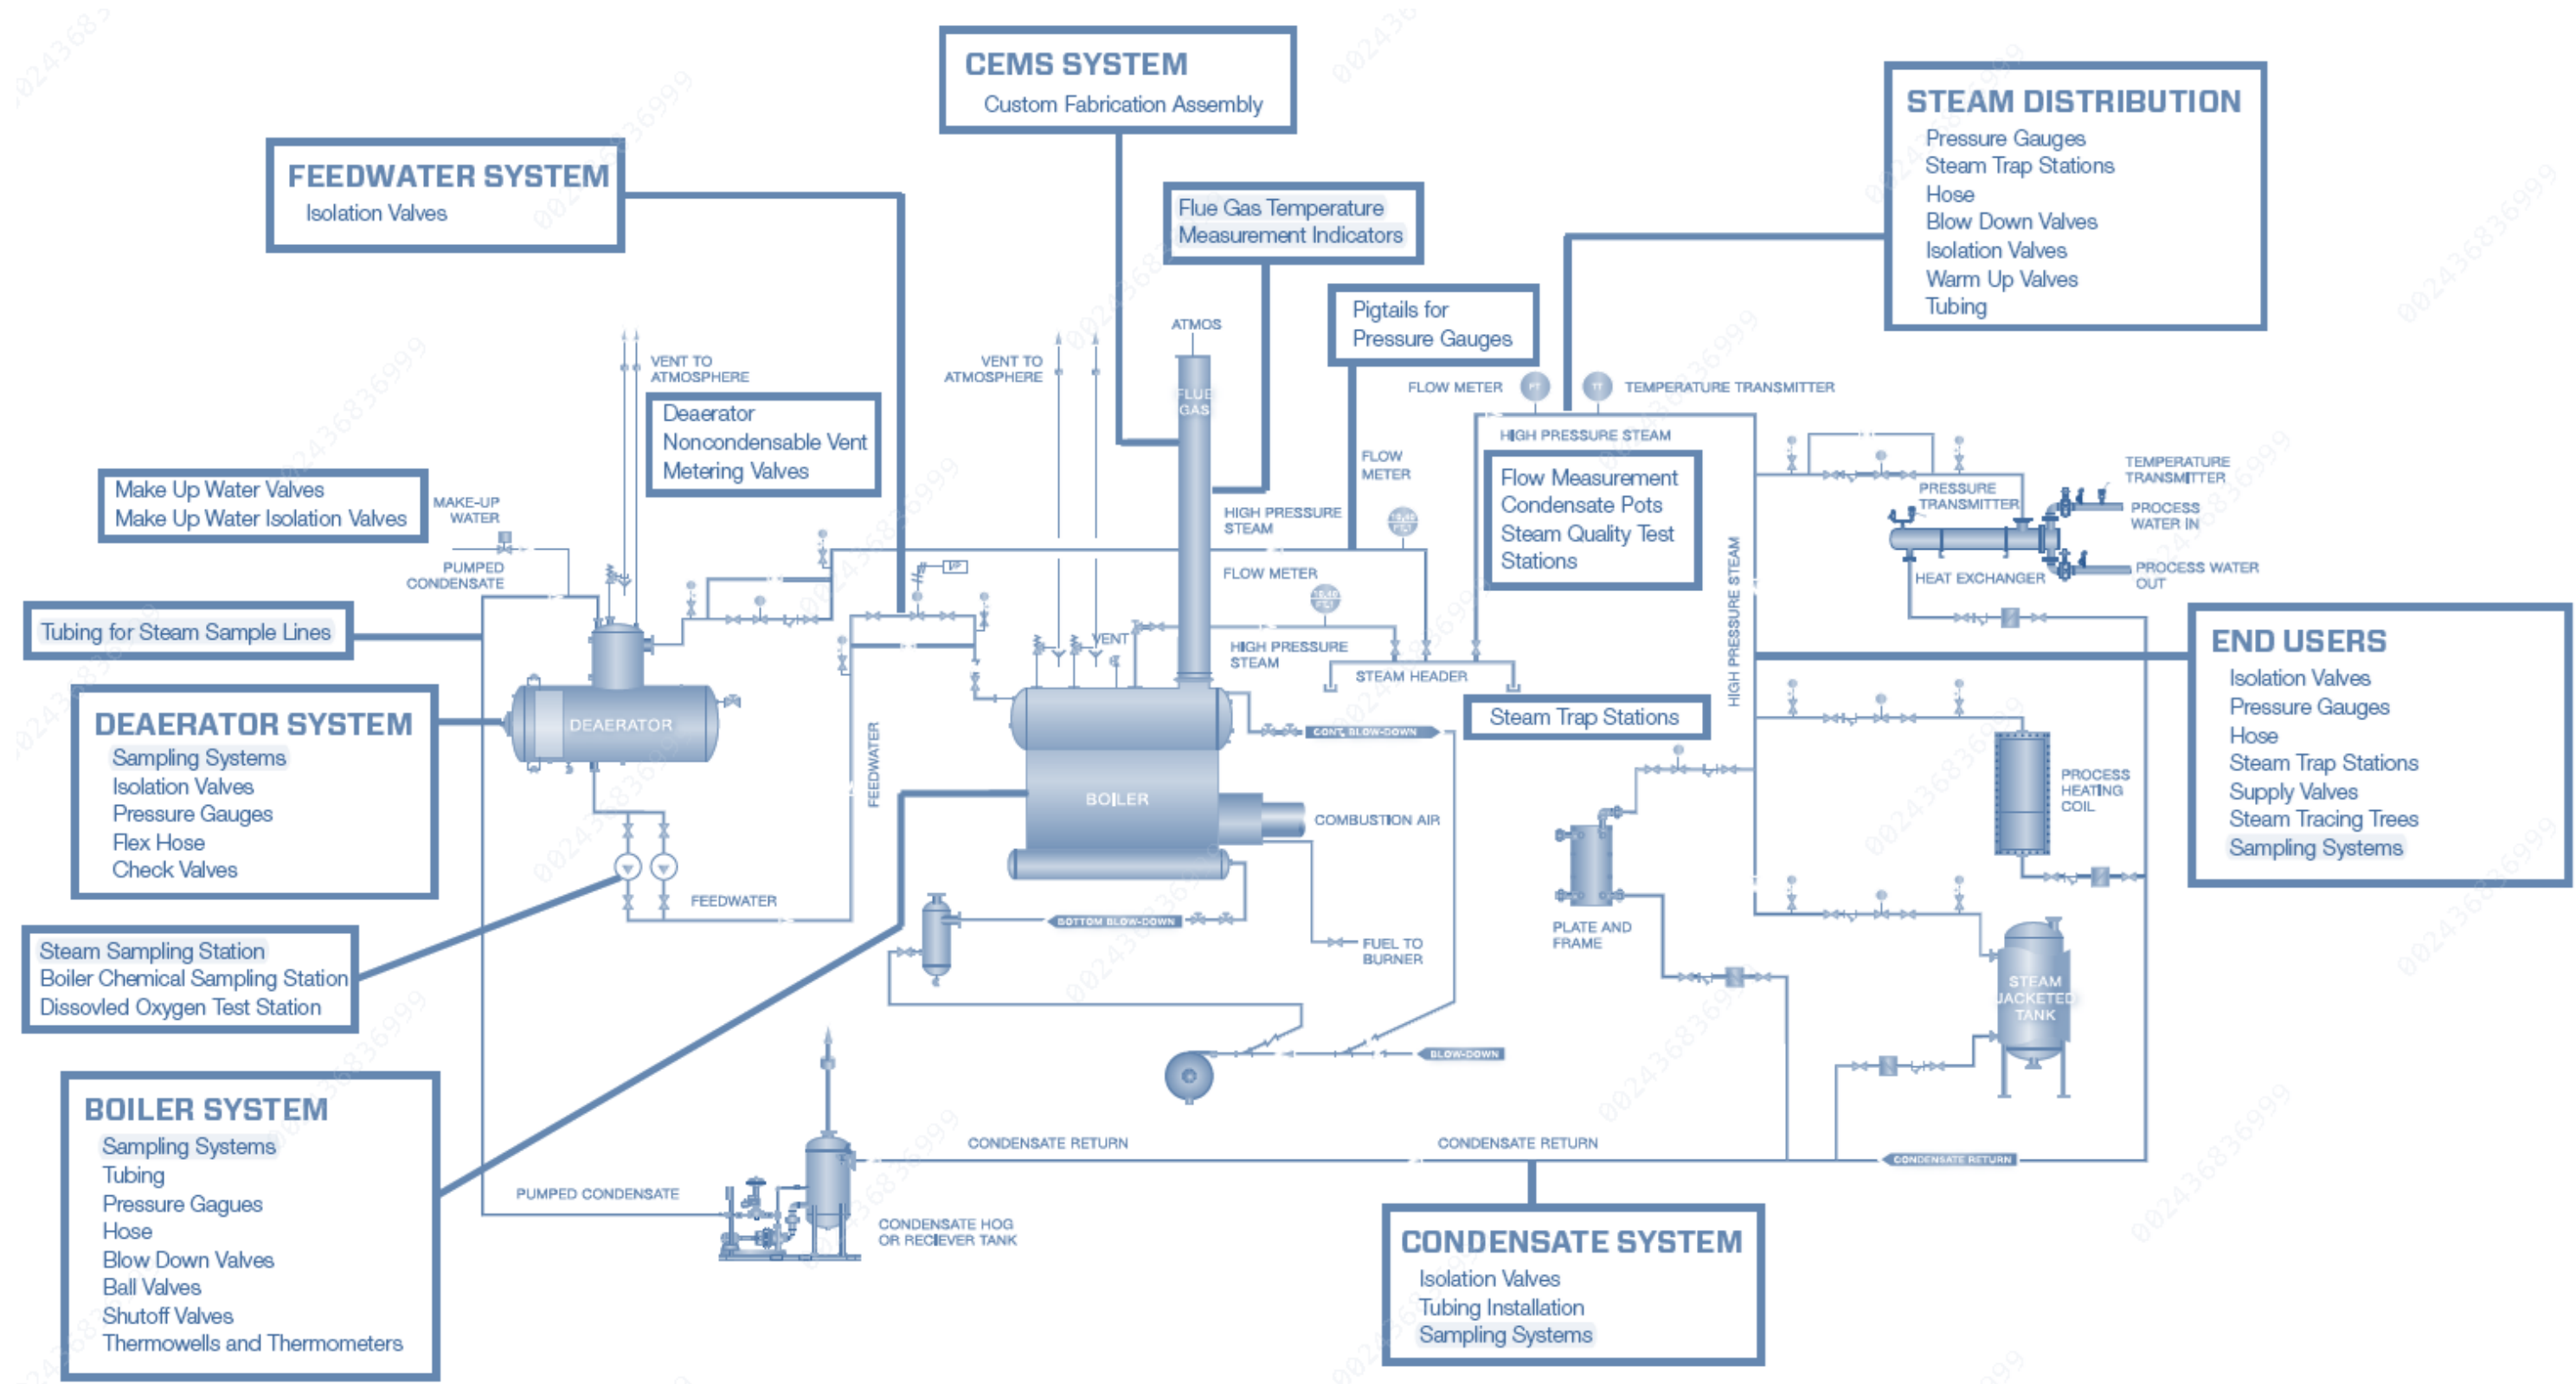 CEMS SYSTEM
Custom Fabrication Assembly
STEAM DISTRIBUTION
Pressure Gauges
Steam Trap Stations
Hose
Blow Down Valves
Isolation Valves
Warm Up Valves
Tubing
FEEDWATER SYSTEM
Isolation Valves
Flue Gas Temperature
Measurement Indicators
Pigtails for
Pressure Gauges
ATMOS
FLUE
GAS
VENT TO
ATMOSPHERE
VENT TO
ATMOSPHERE
Deaerator
Noncondensable Vent
Metering Valves
FLOW METER
TEMPERATURE TRANSMITTER
TT
HIGH PRESSURE STEAM
Flow Measurement
Condensate Pots
Steam Quality Test
Stations
FLOW
METER
Make Up Water Valves
Make Up Water Isolation Valves
MAKE-UP
WATER
PUMPED
CONDENSATE
HIGH PRESSURE
STEAM
FLOW METER
I/P
TEMPERATURE
TRANSMITTER
PRESSURE
TRANSMITTER
PROCESS
WATER IN
HEAT EXCHANGER
PROCESS WATER
OUT
HIGH PRESSURE STEAM
Tubing for Steam Sample Lines
VENT
HIGH PRESSURE
STEAM
STEAM HEADER
END USERS
Isolation Valves
Pressure Gauges
Hose
Steam Trap Stations
Supply Valves
Steam Tracing Trees
Sampling Systems
DEAERATOR SYSTEM
Sampling Systems
Isolation Valves
Pressure Gauges
Flex Hose
Check Valves
DEAERATOR
FEEDWATER
Steam Trap Stations
CONT. BLOW-DOWN
BOILER
COMBUSTION AIR
PROCESS
HEATING
COIL
FEEDWATER
BOTTOM BLOW-DOWN
FUEL TO
BURNER
PLATE AND
FRAME
Steam Sampling Station
Boiler Chemical Sampling Station
Dissovled Oxygen Test Station
STEAM
JACKETED
TANK
BLOW-DOWN
BOILER SYSTEM
Sampling Systems
Tubing
Pressure Gagues
Hose
Blow Down Valves
Ball Valves
Shutoff Valves
Thermowells and Thermometers
CONDENSATE RETURN
CONDENSATE RETURN
CONDENSATE RETURN
PUMPED CONDENSATE
CONDENSATE HOG
OR RECIEVER TANK
CONDENSATE SYSTEM
Isolation Valves
Tubing Installation
Sampling Systems
002436836999